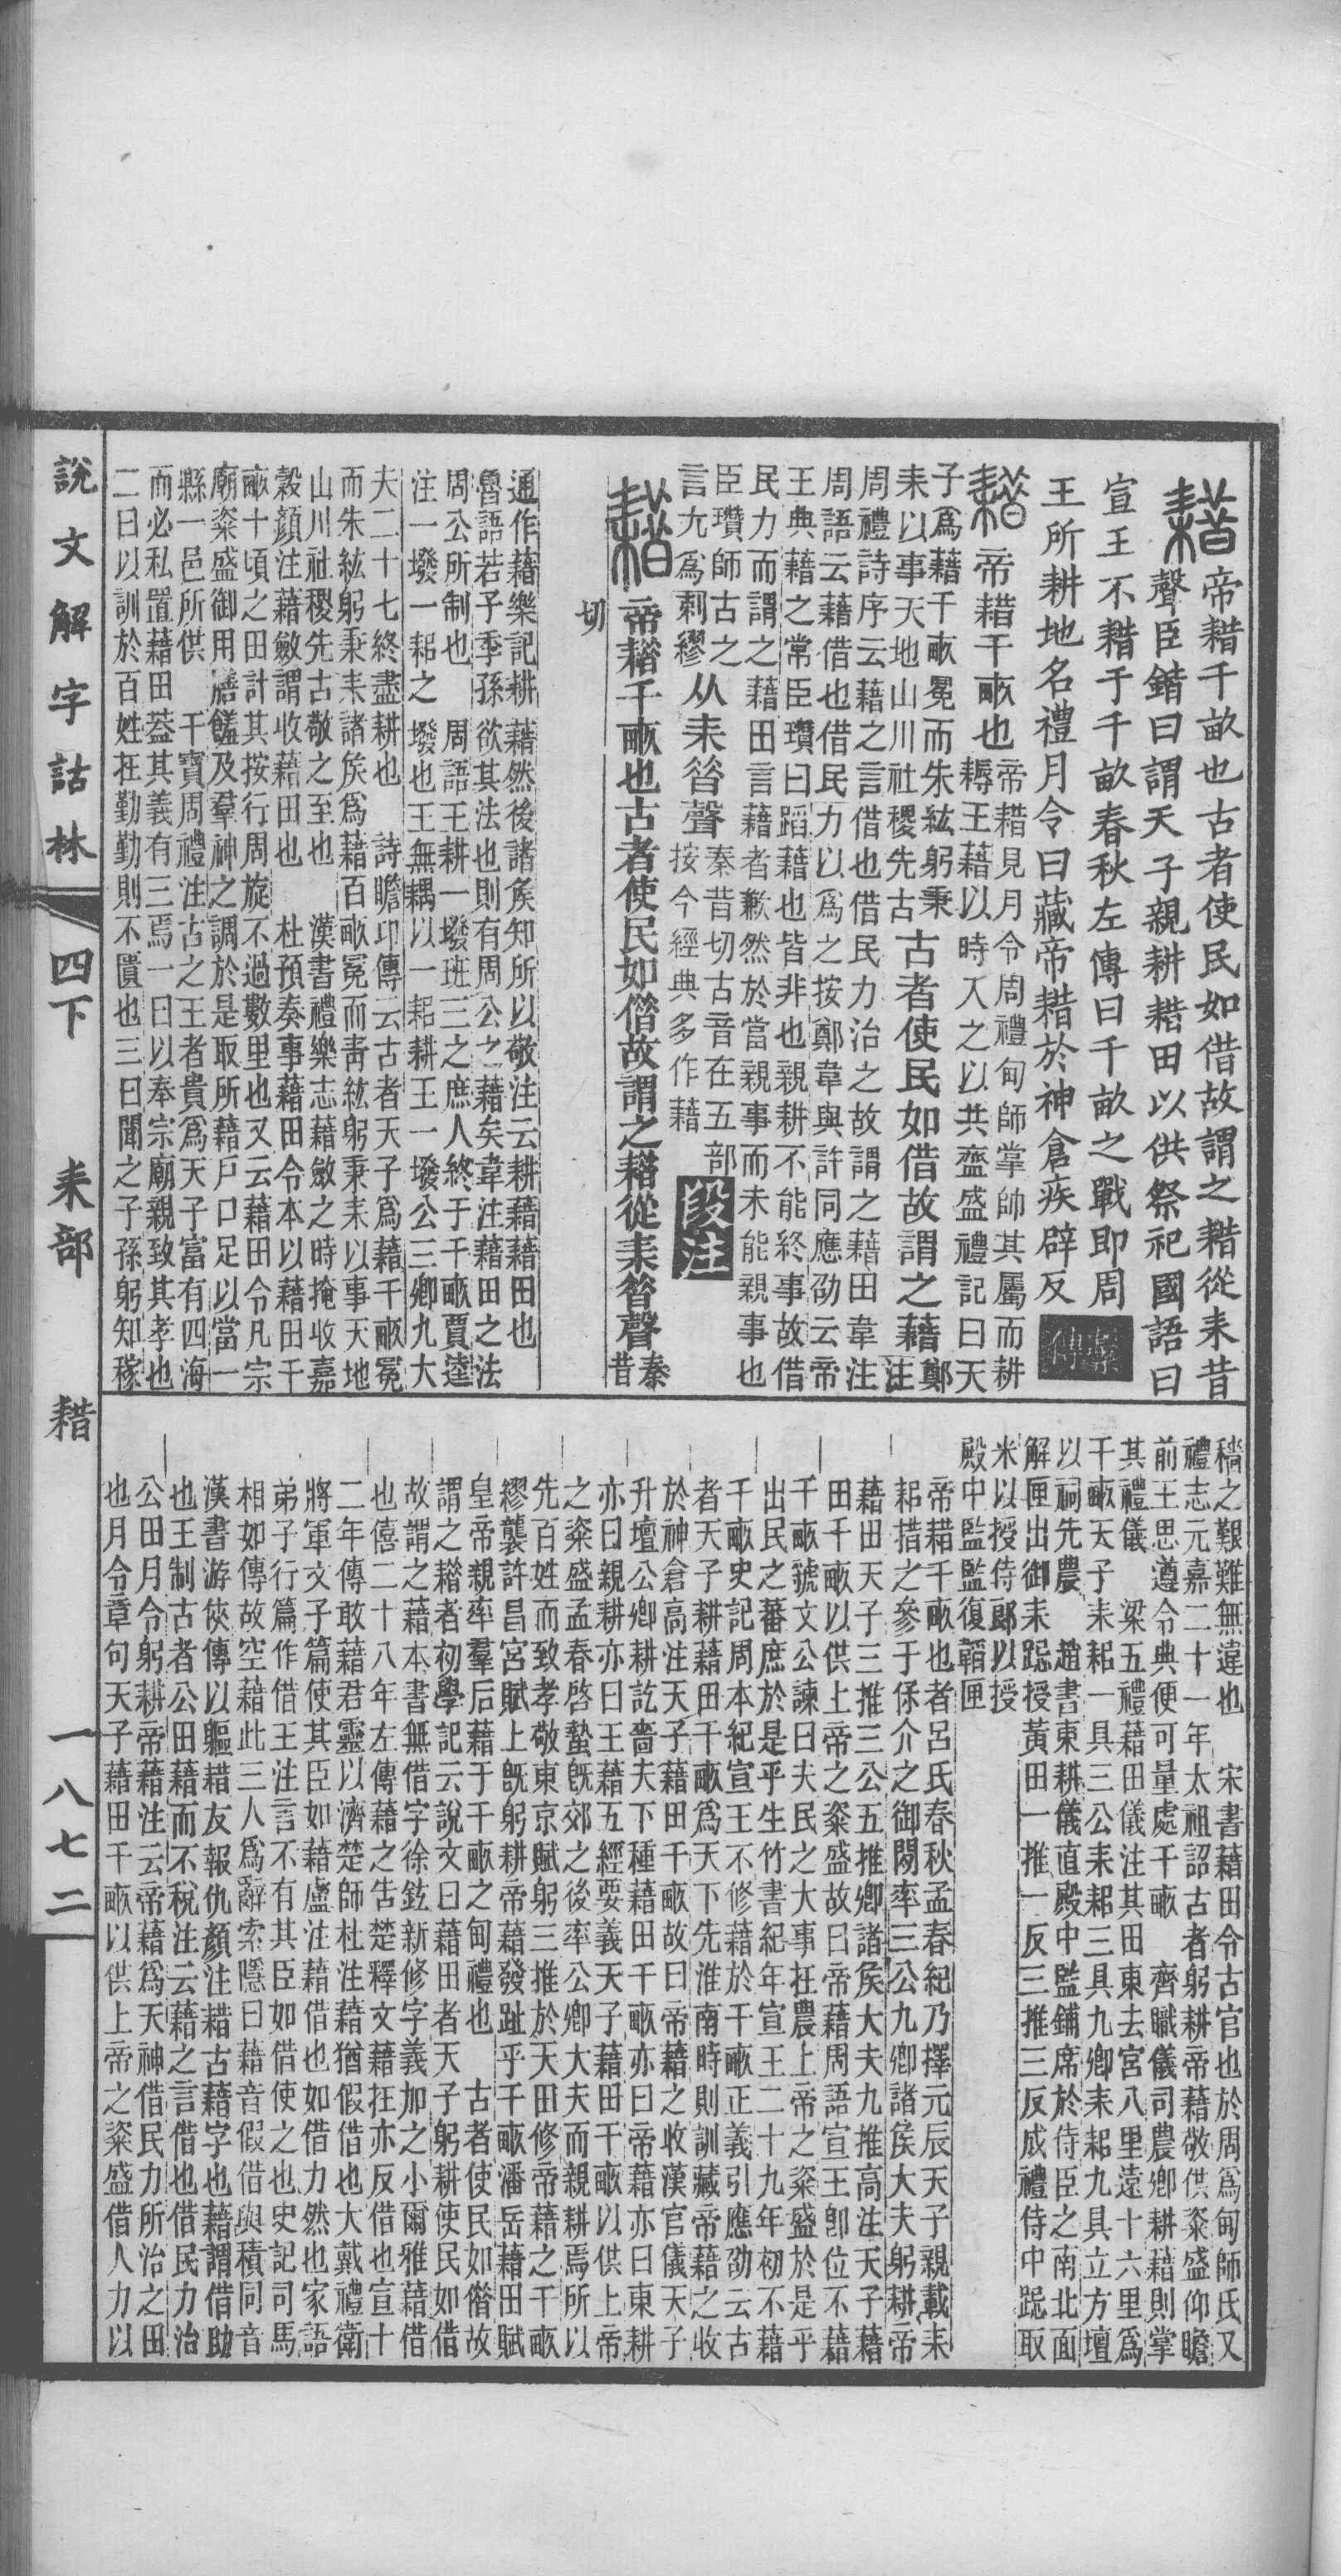 耤帝耤千畝也古者使民如借故謂之耤從耒昔
聲臣鍇曰謂天子親耕耤田以供祭祀國語曰
宣王不耤于千畝春秋左傳曰千畝之戰即周
王所耕地名禮月令曰藏帝耤於神倉疾辟反繫傳
耤帝耤千畝也帝耤見月令周禮甸師掌帥其屬而耕
耨王藉以時入之以共齍盛禮記曰天
子爲藉千畝冕而朱紘躬秉
耒以事天地山川社稷先古古者使民如借故謂之藉鄭
注
周禮詩序云藉之言借也借民力治之故謂之藉田韋注
周語云藉借也借民力以爲之按鄭韋與許同應劭云帝
王典藉之常臣瓚曰蹈藉也皆非也親耕不能終事故借
民力而謂之藉田言藉者歉然於當親事而未能親事也
臣瓚師古之
言尢爲刺繆从耒㫺聲秦昔切古音在五部
按今經典多作藉段注
耤帝耤千畝也古者使民如借故謂之耤從耒㫺聲秦
昔
切
通作藉樂記耕藉然後諸矦知所以敬注云耕藉藉田也
魯語若子季孫欲其法也則有周公之藉矣韋注藉田之法
周公所制也 周語王耕一墢班三之庶人終于千畝賈逵
注一墢一耜之墢也王無耦以一耜耕王一墢公三卿九大
夫二十七終盡耕也 詩瞻卭傳云古者天子爲藉千畝冕
而朱紘躬秉耒諸矦爲藉百畝冕而青紘躬秉耒以事天地
山川社稷先古敬之至也 漢書禮樂志藉斂之時掩收嘉
穀顔注藉斂謂收藉田也 杜預奏事藉田令本以藉田千
畝十頃之田計其按行周旋不過數里也又云藉田令凡宗
廟粢盛御用膳饈及羣神之調於是取所藉戶口足以當一
縣一邑所供 干寶周禮注古之王者貴爲天子富有四海
而必私置藉田葢其義有三焉一曰以奉宗廟親致其孝也
二曰以訓於百姓在勤勤則不匱也三曰聞之子孫躬知稼
穡之艱難無違也 宋書藉田令古官也於周爲甸師氏又
禮志元嘉二十一年太祖詔古者躬耕帝藉敬供粢盛仰瞻
前王思遵令典便可量處千畝 齊職儀司農卿耕藉則掌
其禮儀 梁五禮藉田儀注其田東去宮八里遠十六里爲
千畝天子耒耜一具三公耒耜三具九卿耒耜九具立方壇
以祠先農 趙書東耕儀直殿中監鋪席於侍臣之南北面
解匣出御耒跽授黃田一推一反三推三反成禮侍中跽取
米以授侍郎以授
殿中監監復韜匣
帝耤千畝也者呂氏春秋孟春紀乃擇元辰天子親載耒
耜措之參于保介之御閒率三公九卿諸矦大夫躬耕帝
藉田天子三推三公五推卿諸矦大夫九推高注天子藉
田千畝以供上帝之粢盛故曰帝藉周語宣王卽位不藉
千畝虢文公諫曰夫民之大事在農上帝之粢盛於是乎
出民之蕃庶於是乎生竹書紀年宣王二十九年初不藉
千畝史記周本紀宣王不修藉於千畝正義引應劭云古
者天子耕藉田千畝爲天下先淮南時則訓藏帝藉之收
於神倉高注天子藉田千畝故曰帝藉之收漢官儀天子
升壇公卿耕訖嗇夫下種藉田千畝亦曰帝藉亦曰東耕
亦曰親耕亦曰王藉五經要義天子藉田千畝以供上帝
之粢盛孟春啓蟄旣郊之後率公卿大夫而親耕焉所以
先百姓而致孝敬東京賦躬三推於天田修帝藉之千畝
繆襲許昌宮賦上旣躬耕帝藉發趾乎千畝潘岳藉田賦
皇帝親率羣后藉于千畝之甸禮也 古者使民如借故
謂之耤者初學記云說文曰藉田者天子躬耕使民如借
故謂之藉本書無借字徐鉉新修字義加之小爾雅藉借
也僖二十八年左傳藉之告楚釋文藉在亦反借也宣十
二年傳敢藉君靈以濟楚師杜注藉猶假借也大戴禮衛
將軍文子篇使其臣如藉盧注藉借也如借力然也家語
弟子行篇作借王注言不有其臣如借使之也史記司馬
相如傳故空藉此三人爲辭索隱曰藉音假借與積同音
漢書游俠傳以軀耤友報仇顏注耤古藉字也藉謂借助
也王制古者公田藉而不稅注云藉之言借也借民力治
公田月令躬耕帝藉注云帝藉爲天神借民力所治之田
也月令章句天子藉田千畝以供上帝之粢盛借人力以
說文解字詁林 四下 耒部 耤 一八七二